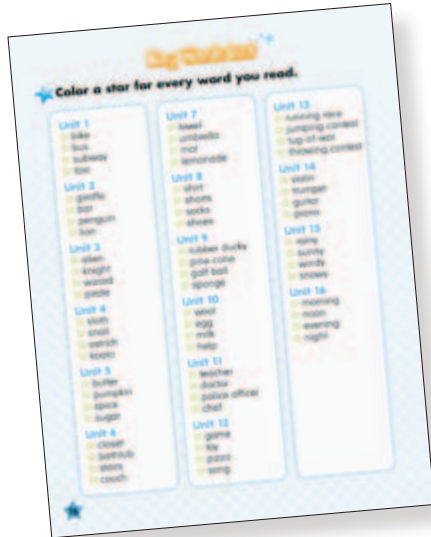 Color a star for every word you read.
Unit 1
bike
bus
subway
taxi
Unit 2
giraffe
penguin
lion
Unit 3
alien
knight
wizard
pirate
Unit 4
sloth
snail
ostrich
koala
Unit 5
butter
pumpkin
spice
sugar
Unit 6
closet
bathtub
stairs
couch
Unit 7
towel
umbrella
mat
lemonade
Unit 8
shirt
shorts
socks
shoes
Unit 9
rubber ducky
pine cone
golf ball
sponge
Unit 10
wool
egg
milk
help
Unit 11
teacher
doctor
police officer
chef
Unit 12
game
toy
pizza
song
Unit 13
running race
jumping contest
tug-of-war
throwing contest
Unit 14
violin
trumpet
guitar
piano
Unit 15
rainy
sunny
windy
snowy
Unit 16
morning
noon
evening
night